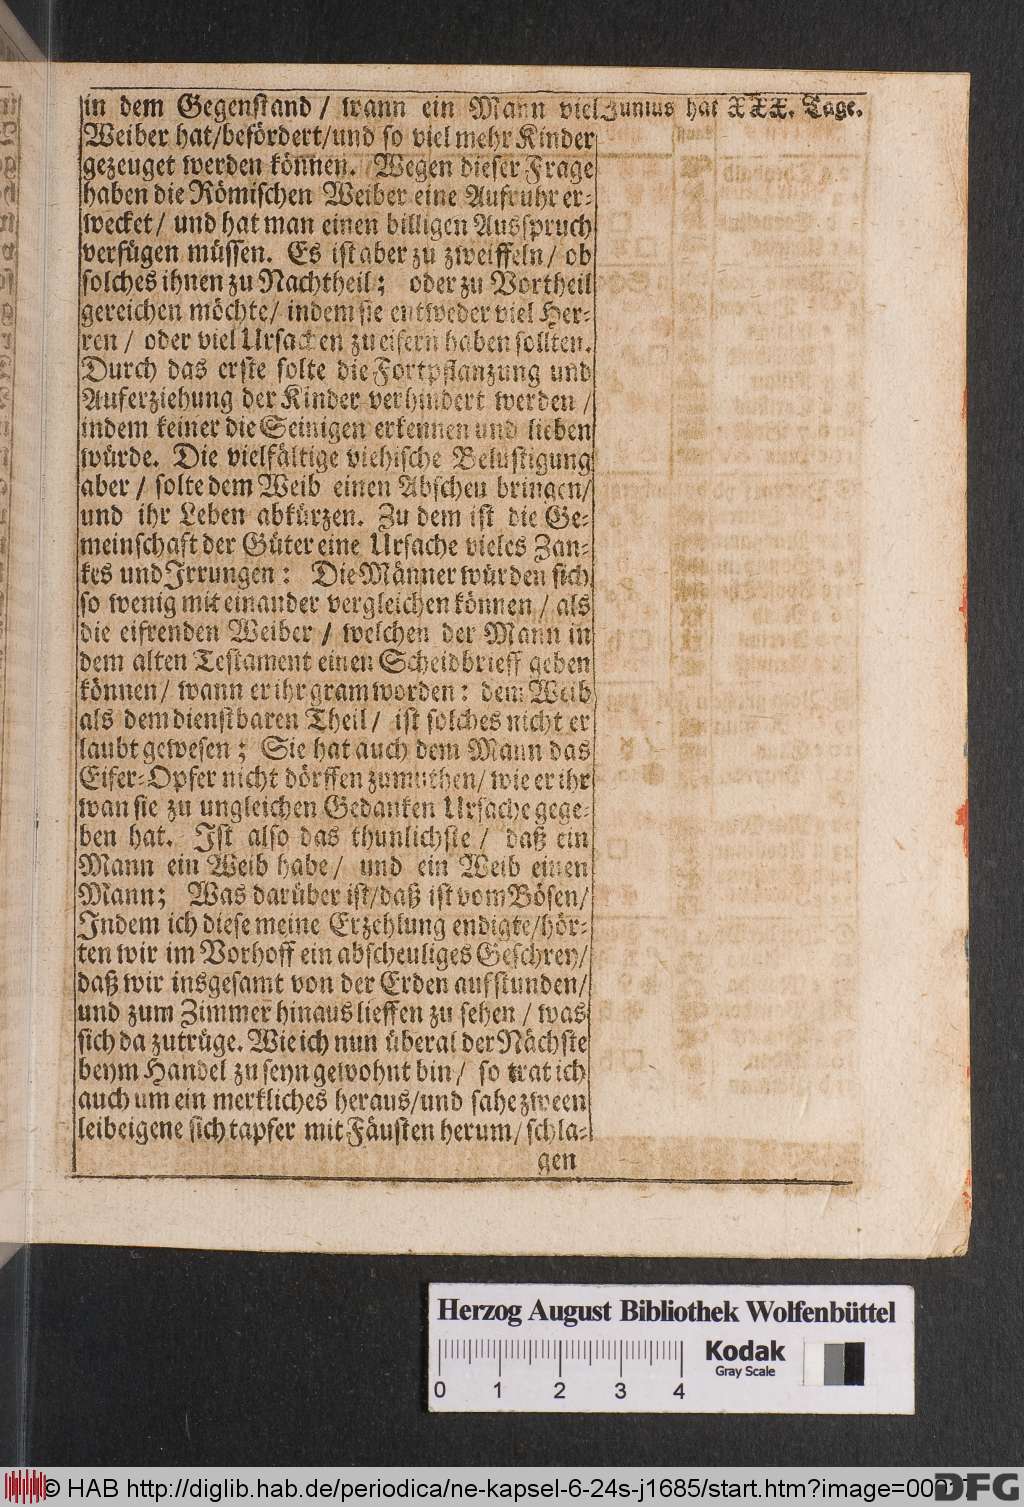 in dem Gegenstand / wann ein Mann viel
Weiber hat/befördert/und so viel mehr Kinder
gezeuget werden können. Wegen dieser Frage
haben die Römischen Weiber eine Aufruhr er-
wecket / und hat man einen billigen Ausspruch
verfügen müssen. Es ist aber zu zweiffeln / ob
solches ihnen zu Nachtheil; oder zu Vortheil
gereichen möchte / indem sie entweder viel Her-
ren / oder viel Ursachen zu eifern haben sollten.
Durch das erste solte die Fortpflanzung und
Auferziehung der Kinder verhindert werden /
indem keiner die Seinigen erkennen und lieben
würde. Die vielfältige viehische Belustigung
aber / solte dem Weib einen Abscheu bringen/
und ihr Leben abkürzen. Zu dem ist die Ge-
meinschaft der Güter eine Ursache vieles Zan-
kes und Irrungen: Die Männer würden sich
so wenig mit einander vergleichen können / als
die eifrenden Weiber / welchen der Mann in
dem alten Testament einen Scheidbrieff geben
können / wann er ihr gram worden: dem Weib
als dem dienstbaren Theil / ist solches nicht er
laubt gewesen; Sie hat auch dem Mann das
Eifer-Opfer nicht dörffen zumuthen / wie er ihr
wan sie zu ungleichen Gedanken Ursache gege-
ben hat. Ist also das thunlichste / daß ein
Mann ein Weib habe / und ein Weib einen
Mann; Was darüber ist/daß ist vom Bösen/
Indem ich diese meine Erzehlung endigte/hör-
ten wir im Vorhoff ein abscheuliges Geschrey/
daß wir insgesamt von der Erden aufstunden/
und zum Zimmer hinaus lieffen zu sehen / was
sich da zutrüge. Wie ich nun überal der Nächste
beym Handel zu seyn gewohnt bin / so trat ich
auch um ein merkliches heraus/und sahe zween
leibeigene sich tapfer mit Fäusten herum / schla-
gen
Junius hat XXX. Tage.
Herzog August Bibliothek Wolfenbüttel
Kodak
Gray Scale
0 1 2 3 4
© HAB http://diglib.hab.de/periodica/ne-kapsel-6-24s-j1685/start.htm?image=000
DFG